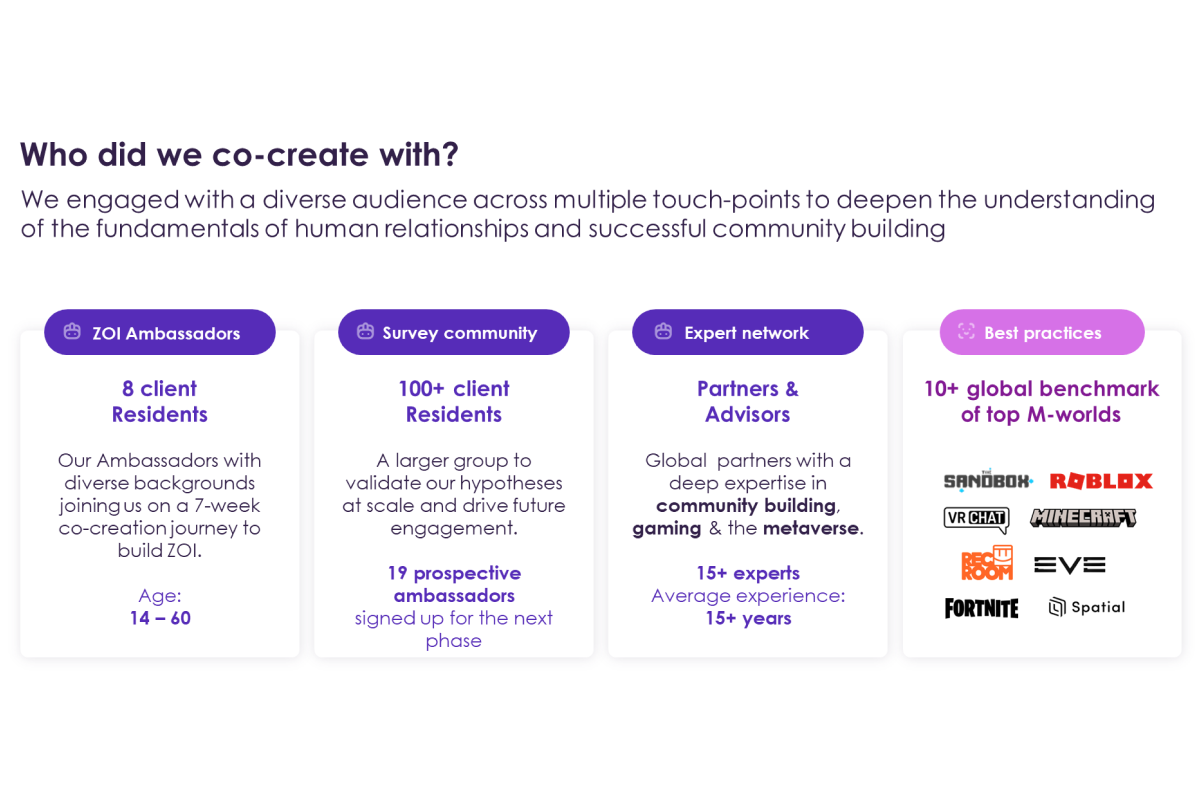 Who did we co-create with?
We engaged with a diverse audience across multiple touch-points to deepen the understanding
of the fundamentals of human relationships and successful community building
ZOI Ambassadors
8 client
Residents
Our Ambassadors with
diverse backgrounds
joining us on a 7-week
co-creation journey to
build ZOI.
Age:
14 – 60
Survey community
100+ client
Residents
A larger group to
validate our hypotheses
at scale and drive future
engagement.
19 prospective
ambassadors
signed up for the next
phase
Expert network
Partners &
Advisors
Global partners with a
deep expertise in
community building,
gaming & the metaverse.
15+ experts
Average experience:
15+ years
Best practices
10+ global benchmark
of top M-worlds
THE
SANDBOX
ROBLOX
VR CHAT
MINECRAFT
REC
ROOM
EVE
FORTNITE
Spatial